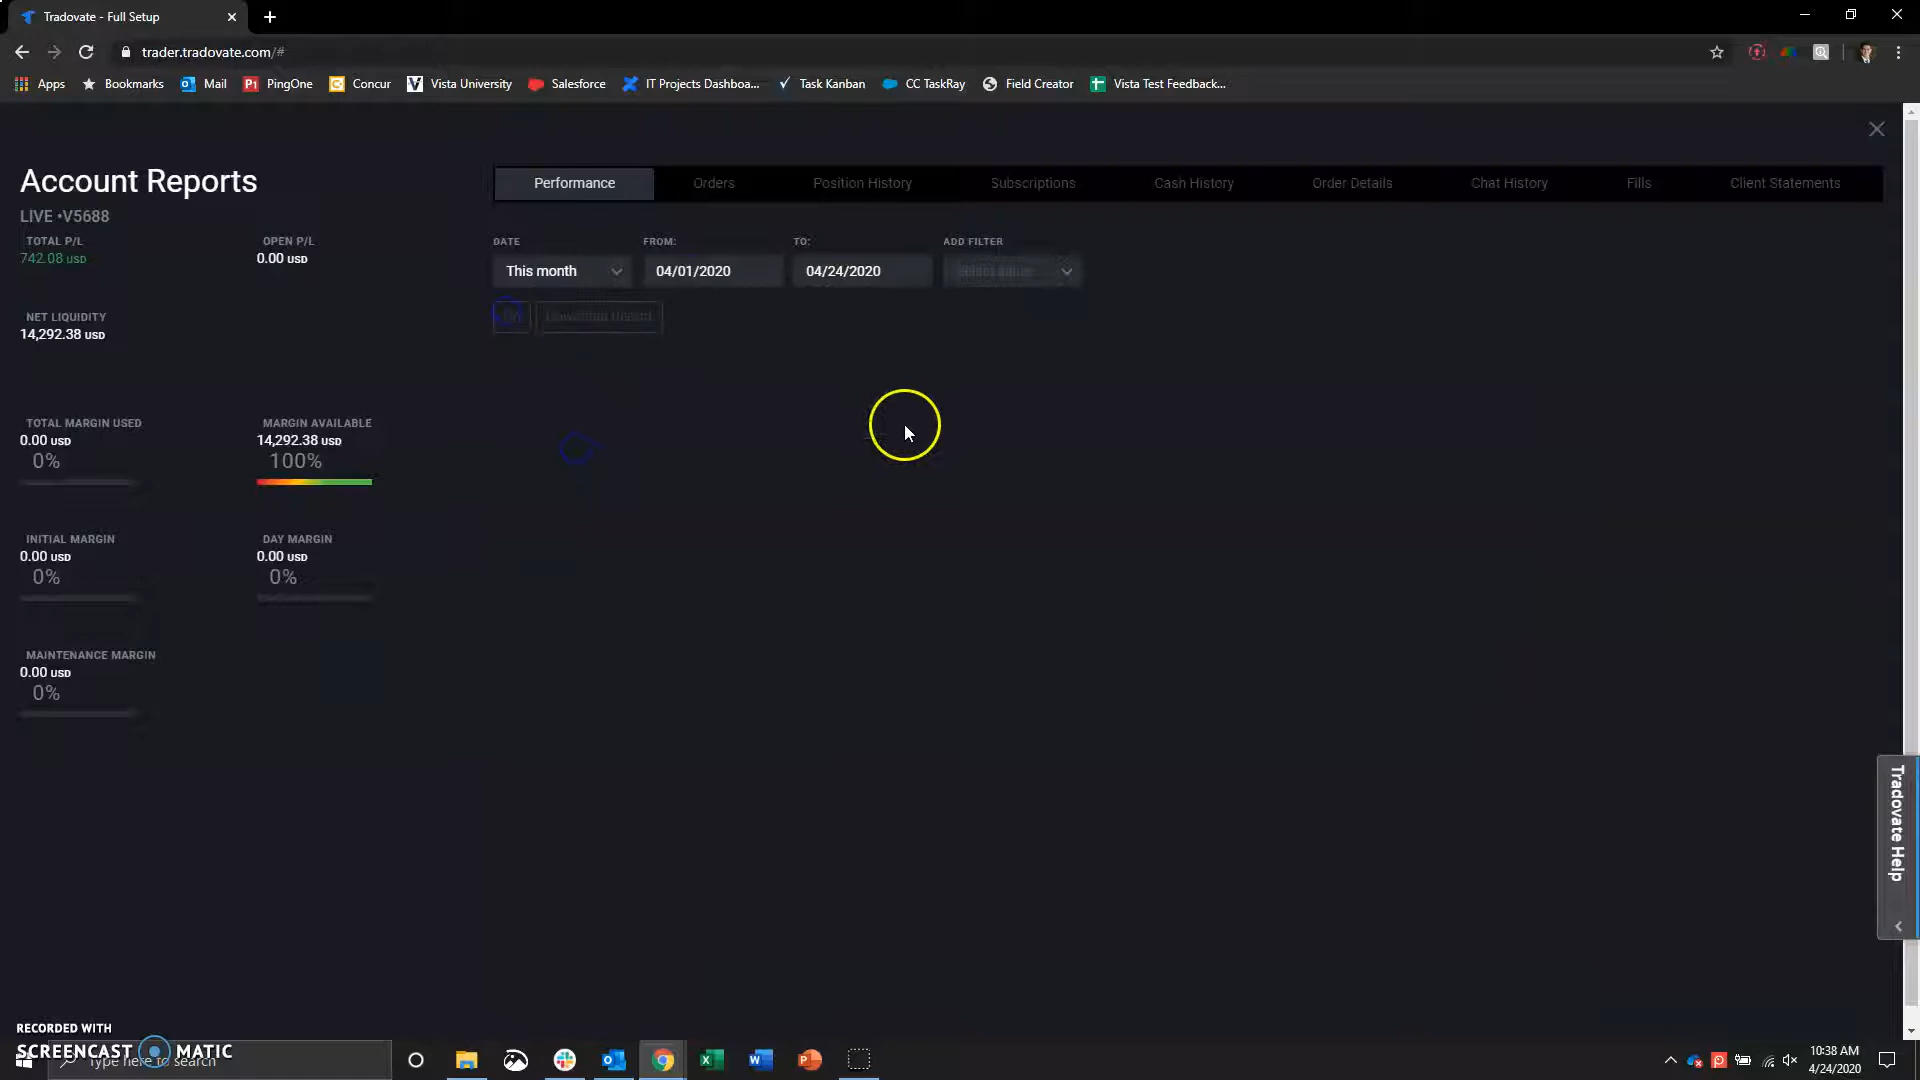 Tradovate - Full Setup
trader.tradovate.com/#
Apps Bookmarks Mail PingOne Concur Vista University Salesforce IT Projects Dashboa... Task Kanban CC TaskRay Field Creator Vista Test Feedback...
Account Reports
LIVE •V5688
TOTAL P/L OPEN P/L
742.08 USD 0.00 USD
NET LIQUIDITY
14,292.38 USD
TOTAL MARGIN USED MARGIN AVAILABLE
0.00 USD 14,292.38 USD
0% 100%
INITIAL MARGIN DAY MARGIN
0.00 USD 0.00 USD
0% 0%
MAINTENANCE MARGIN
0.00 USD
0%
Performance Orders Position History Subscriptions Cash History Order Details Chat History Fills Client Statements
DATE FROM: TO: ADD FILTER
This month 04/01/2020 04/24/2020
Download Report
Tradovate Help
RECORDED WITH
SCREENCAST MATIC
Type here to search
10:38 AM
4/24/2020